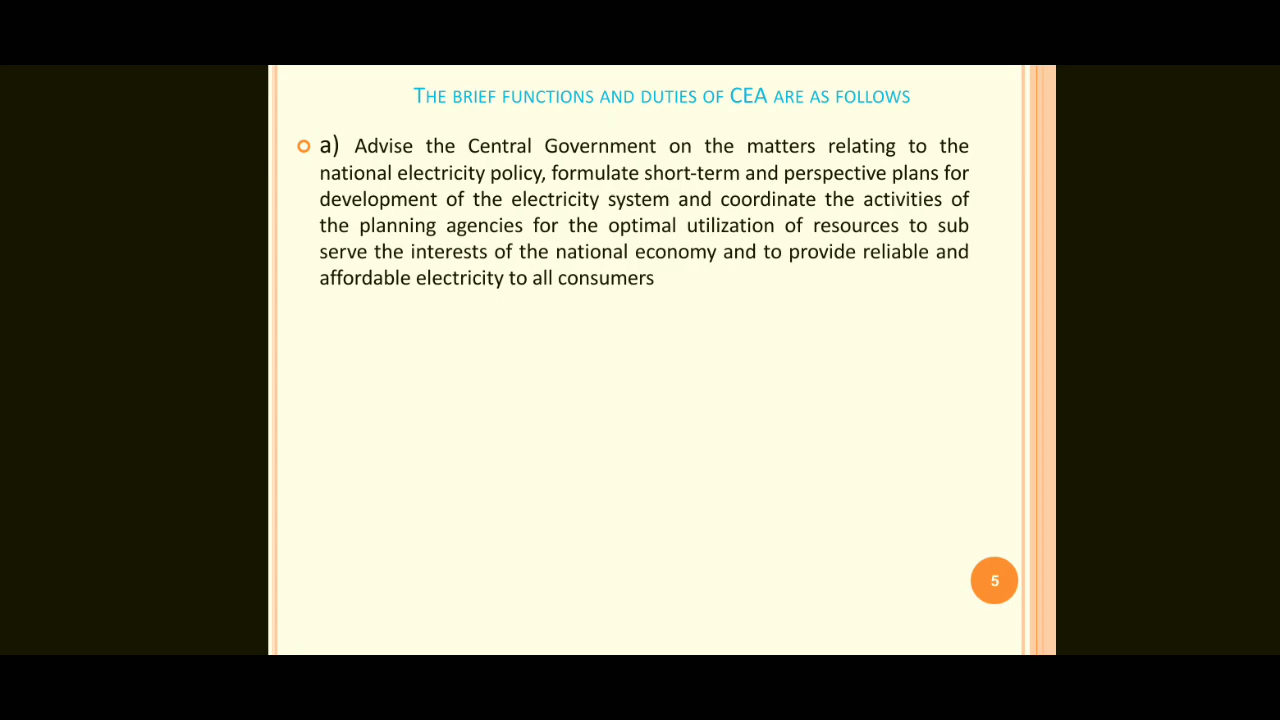 THE BRIEF FUNCTIONS AND DUTIES OF CEA ARE AS FOLLOWS
a) Advise the Central Government on the matters relating to the
national electricity policy, formulate short-term and perspective plans for
development of the electricity system and coordinate the activities of
the planning agencies for the optimal utilization of resources to sub
serve the interests of the national economy and to provide reliable and
affordable electricity to all consumers
5